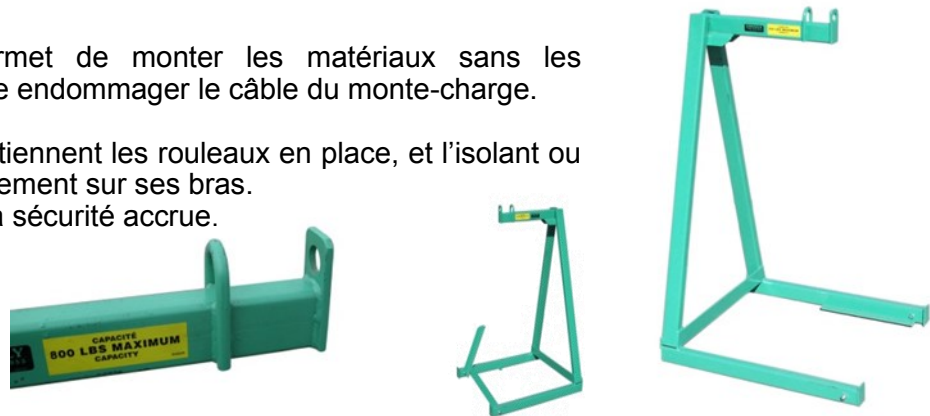 rmet de monter les matériaux sans les
e endommager le câble du monte-charge.
tiennent les rouleaux en place, et l’isolant ou
ement sur ses bras.
a sécurité accrue.
CAPACITÉ
800 LBS MAXIMUM
CAPACITY